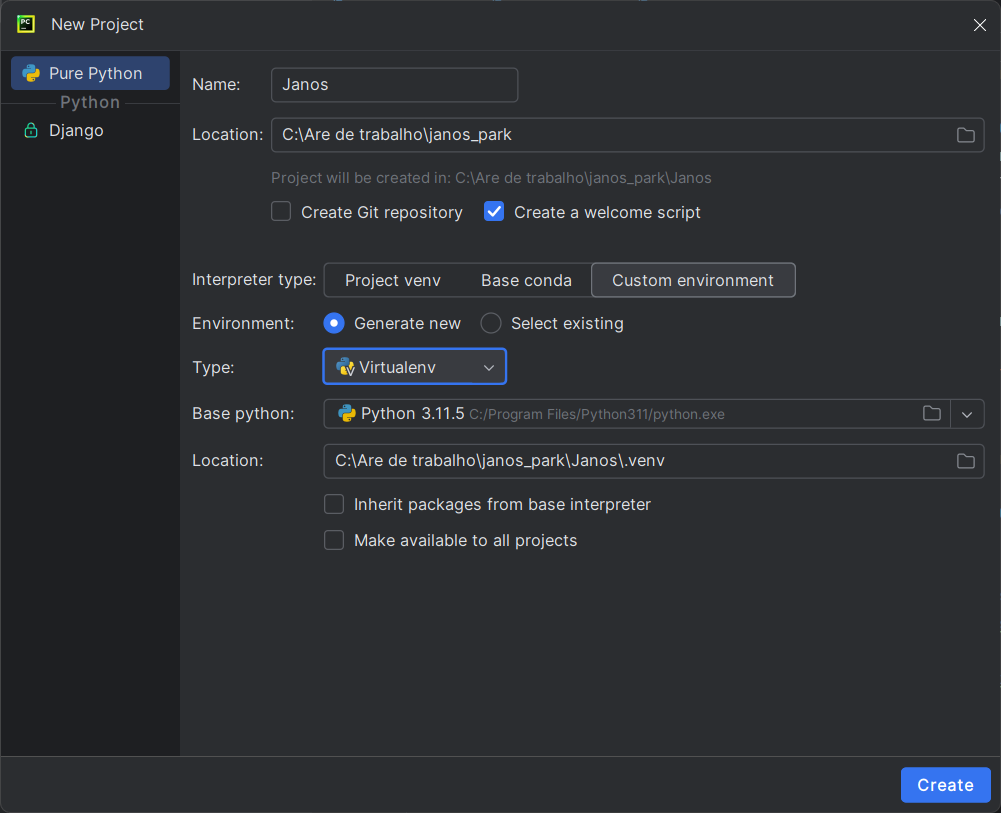 PC New Project
Pure Python
Python
Django
Name: Janos
Location: C:\Are de trabalho\janos_park
Project will be created in: C:\Are de trabalho\janos_park\Janos
Create Git repository Create a welcome script
Interpreter type: Project venv Base conda Custom environment
Environment: Generate new Select existing
Type: Virtualenv
Base python: Python 3.11.5 C:/Program Files/Python311/python.exe
Location: C:\Are de trabalho\janos_park\Janos\.venv
Inherit packages from base interpreter
Make available to all projects
Create